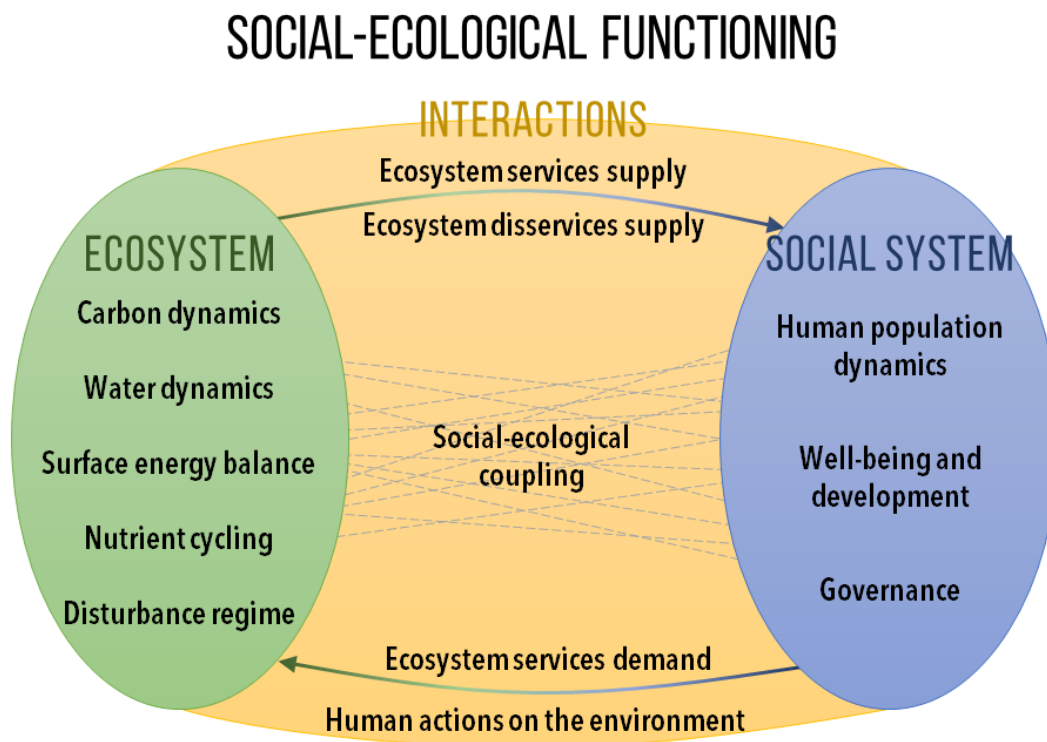 SOCIAL-ECOLOGICAL FUNCTIONING
INTERACTIONS
Ecosystem services supply
Ecosystem disservices supply
ECOSYSTEM
Carbon dynamics
Water dynamics
Surface energy balance
Nutrient cycling
Disturbance regime
Social-ecological
coupling
SOCIAL SYSTEM
Human population
dynamics
Well-being and
development
Governance
Ecosystem services demand
Human actions on the environment